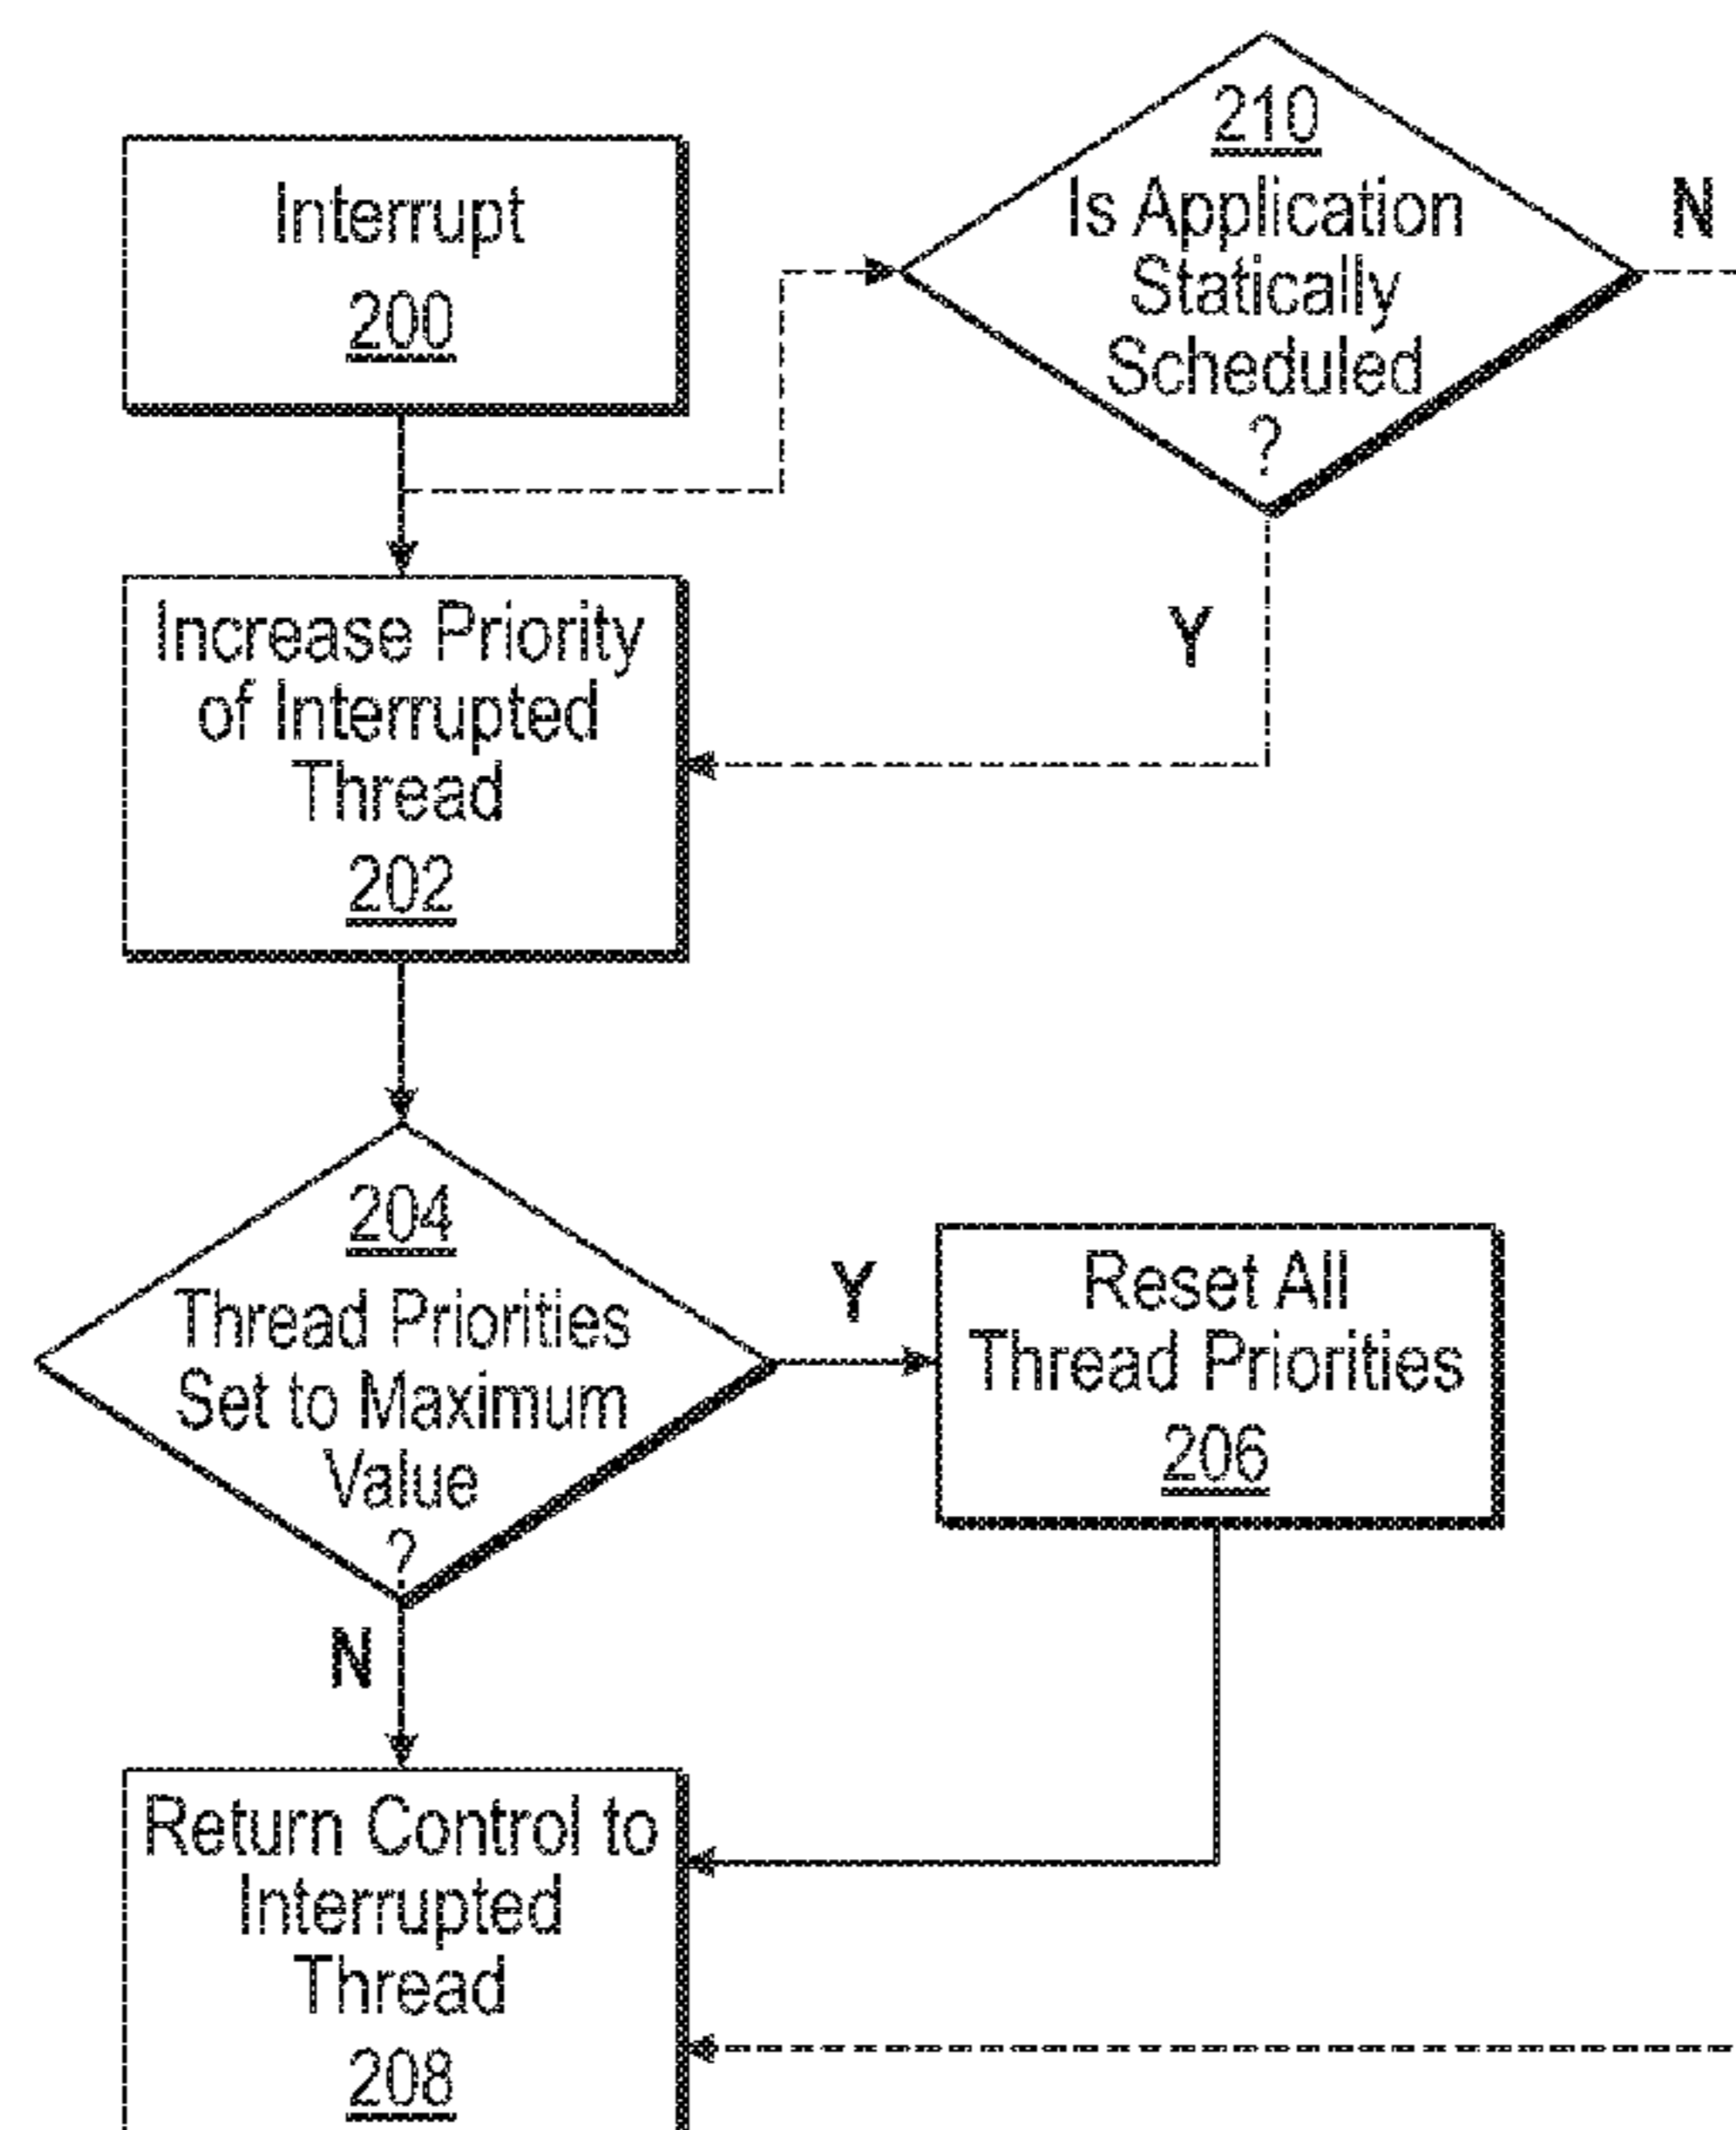 Interrupt
200
210
Is Application
Statically
Scheduled
?
N
Y
Increase Priority
of Interrupted
Thread
202
204
Thread Priorities
Set to Maximum
Value
?
Y
N
Reset All
Thread Priorities
206
Return Control to
Interrupted
Thread
208